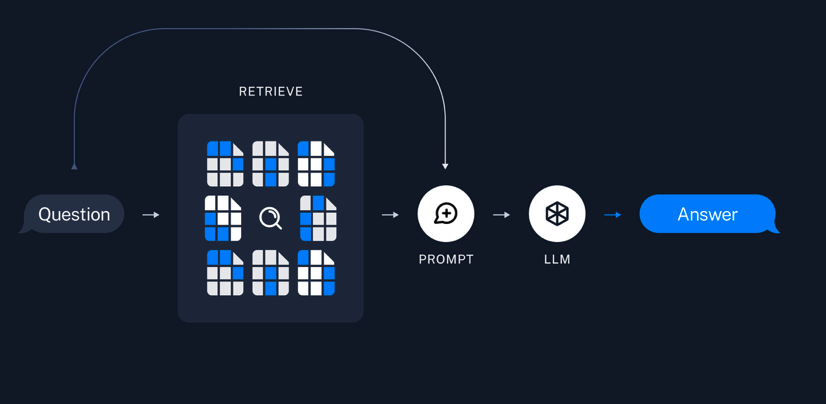 RETRIEVE
Question
Answer
PROMPT
LLM